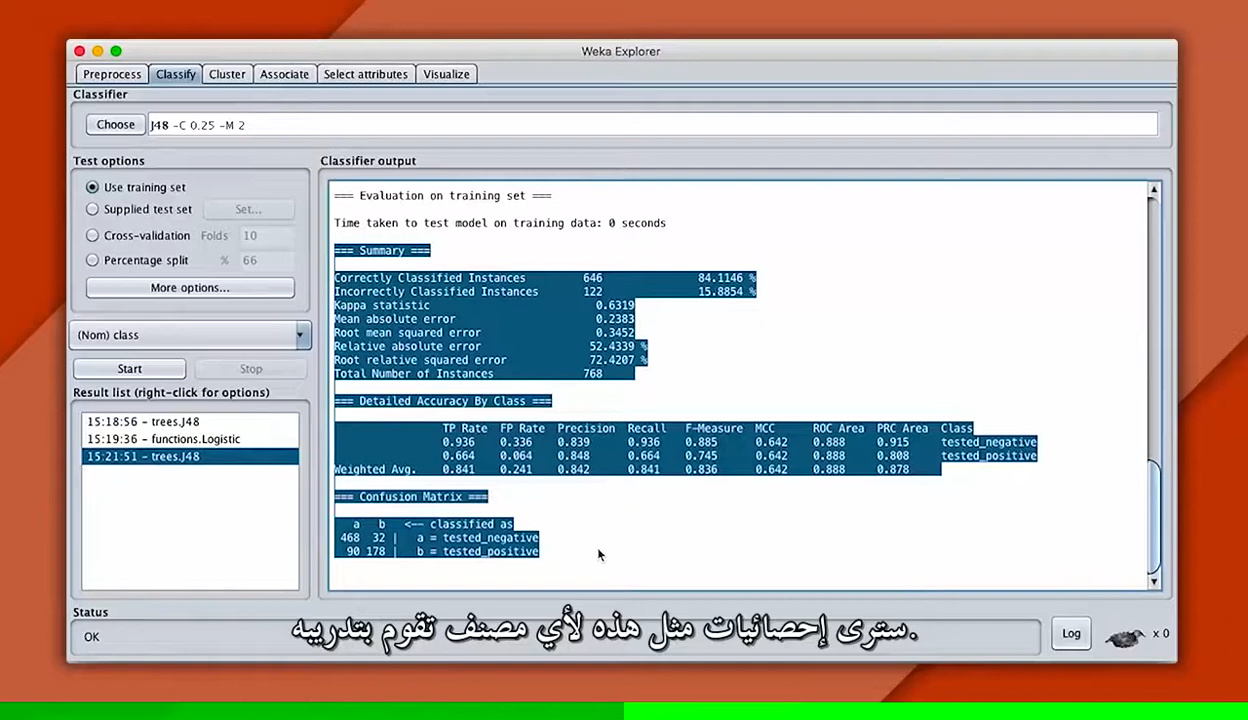 Weka Explorer
Preprocess Classify Cluster Associate Select attributes Visualize
Classifier
Choose J48 -C 0.25 -M 2
Test options
Use training set
Supplied test set Set...
Cross-validation Folds 10
Percentage split % 66
More options...
(Nom) class
Start Stop
Result list (right-click for options)
15:18:56 - trees.J48
15:19:36 - functions.Logistic
15:21:51 - trees.J48
Classifier output
=== Evaluation on training set ===
Time taken to test model on training data: 0 seconds
=== Summary ===
Correctly Classified Instances 646 84.1146 %
Incorrectly Classified Instances 122 15.8854 %
Kappa statistic 0.6319
Mean absolute error 0.2383
Root mean squared error 0.3452
Relative absolute error 52.4339 %
Root relative squared error 72.4207 %
Total Number of Instances 768
=== Detailed Accuracy By Class ===
TP Rate FP Rate Precision Recall F-Measure MCC ROC Area PRC Area Class
0.936 0.336 0.839 0.936 0.885 0.642 0.888 0.915 tested_negative
0.664 0.064 0.848 0.664 0.745 0.642 0.888 0.808 tested_positive
Weighted Avg. 0.841 0.241 0.842 0.841 0.836 0.642 0.888 0.878
=== Confusion Matrix ===
a b <-- classified as
468 32 | a = tested_negative
90 178 | b = tested_positive
Status
OK
Log x 0
سترى إحصائيات مثل هذه لأي مصنف تقوم بتدريبه.